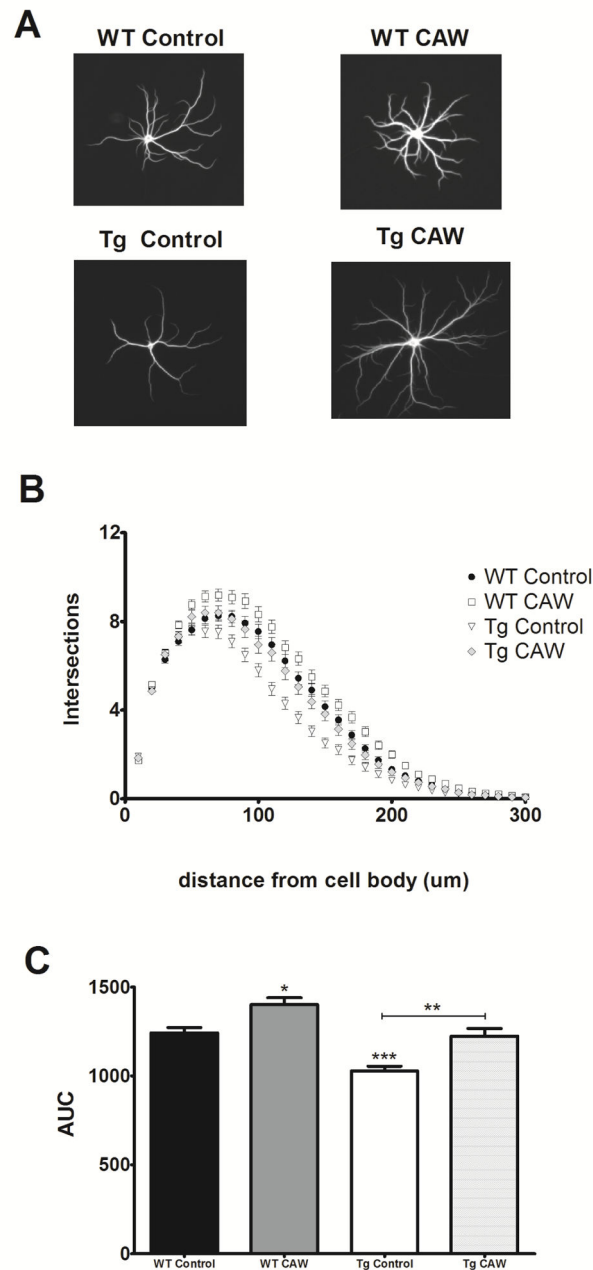 A
WT Control
WT CAW
Tg Control
Tg CAW
B
12
8
4
0
0
100
200
300
Intersections
distance from cell body (um)
WT Control
WT CAW
Tg Control
Tg CAW
C
1500
1000
500
0
AUC
*
***
**
WT Control
WT CAW
Tg Control
Tg CAW